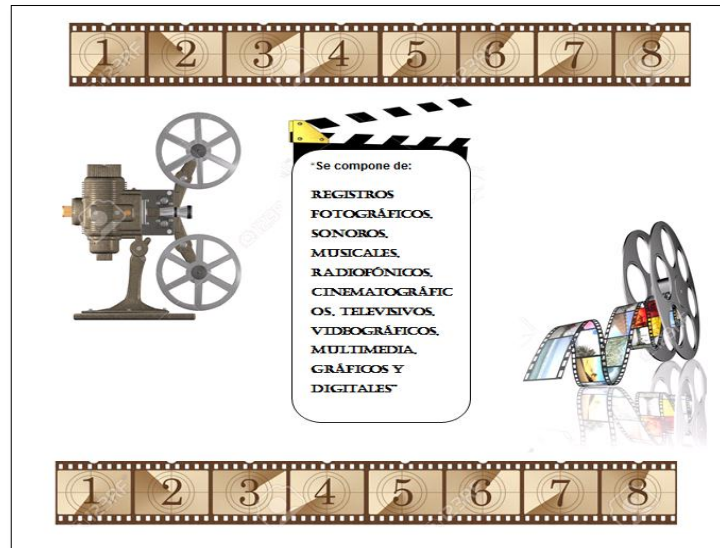 1 2 3 4 5 6 7 8
"Se compone de:
REGISTROS
FOTOGRÁFICOS,
SONOROS,
MUSICALES,
RADIOFÓNICOS,
CINEMATOGRÁFIC
OS, TELEVISIVOS,
VIDEOGRÁFICOS,
MULTIMEDIA,
GRÁFICOS Y
DIGITALES"
1 2 3 4 5 6 7 8